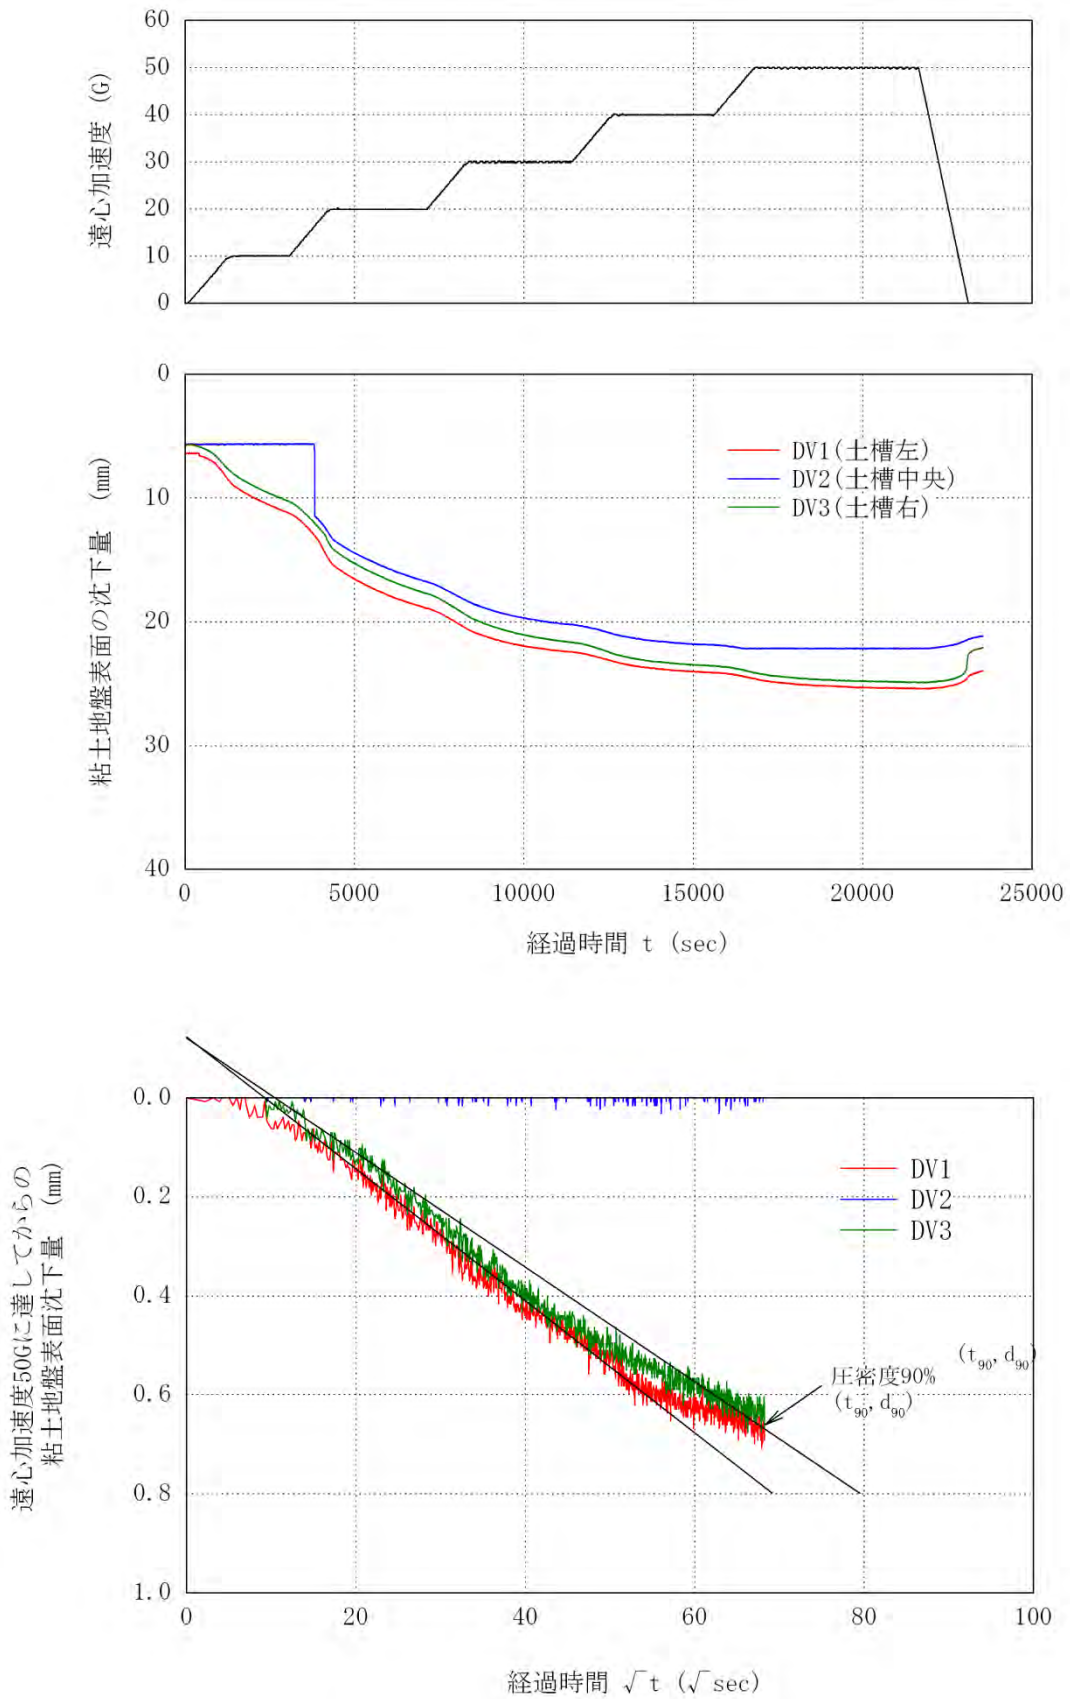 60
50
40
30
20
10
0
遠心加速度 (G)
0
10
20
30
40
粘土地盤表面の沈下量 (mm)
DV1(土槽左)
DV2(土槽中央)
DV3(土槽右)
0 5000 10000 15000 20000 25000
経過時間 t (sec)
0.0
0.2
0.4
0.6
0.8
1.0
遠心加速度50Gに達してからの
粘土地盤表面沈下量 (mm)
DV1
DV2
DV3
(t90, d90)
圧密度90%
(t90, d90)
0 20 40 60 80 100
経過時間 √t (√sec)